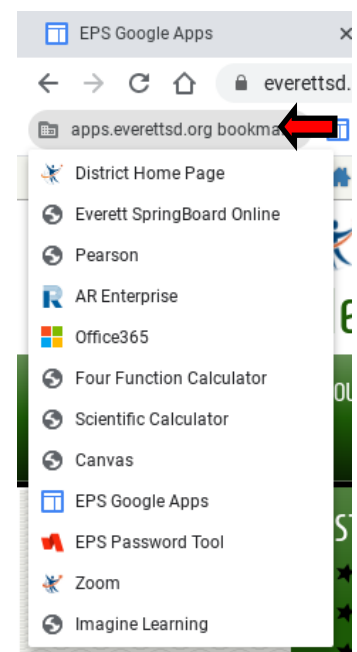 EPS Google Apps
everettsd.
apps.everettsd.org bookma
District Home Page
Everett SpringBoard Online
Pearson
AR Enterprise
Office365
Four Function Calculator
Scientific Calculator
Canvas
EPS Google Apps
EPS Password Tool
Zoom
Imagine Learning